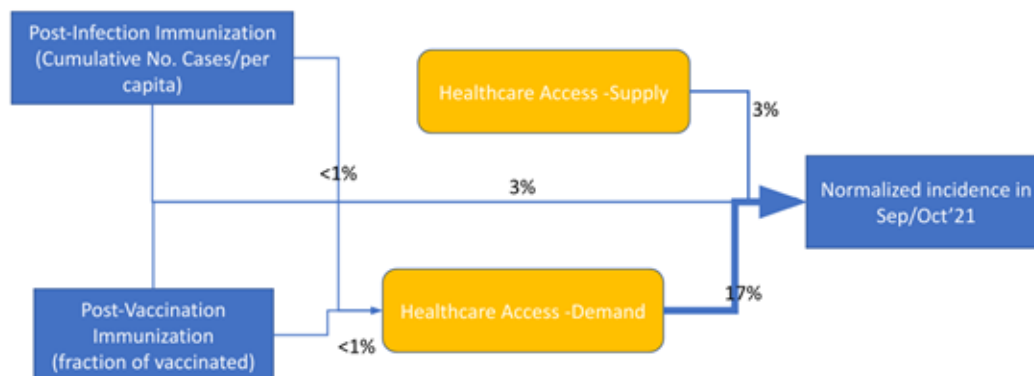 Post-Infection Immunization
(Cumulative No. Cases/per
capita)
Healthcare Access -Supply
3%
<1%
3%
Normalized incidence in
Sep/Oct'21
Post-Vaccination
Immunization
(fraction of vaccinated)
<1%
Healthcare Access -Demand
17%